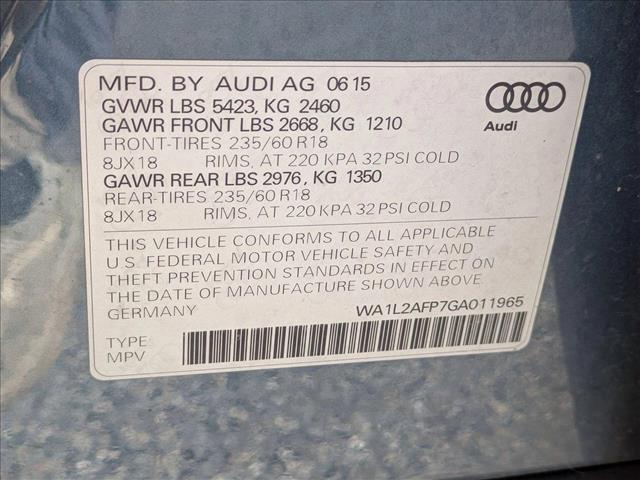 MFD. BY AUDI AG 06 15
GVWR LBS 5423, KG 2460
GAWR FRONT LBS 2668, KG 1210
FRONT-TIRES 235/60 R18
8JX18 RIMS, AT 220 KPA 32 PSI COLD
GAWR REAR LBS 2976, KG 1350
REAR-TIRES 235/60 R18
8JX18 RIMS, AT 220 KPA 32 PSI COLD
Audi
THIS VEHICLE CONFORMS TO ALL APPLICABLE
U.S. FEDERAL MOTOR VEHICLE SAFETY AND
THEFT PREVENTION STANDARDS IN EFFECT ON
THE DATE OF MANUFACTURE SHOWN ABOVE
GERMANY WA1L2AFP7GA011965
TYPE:
MPV